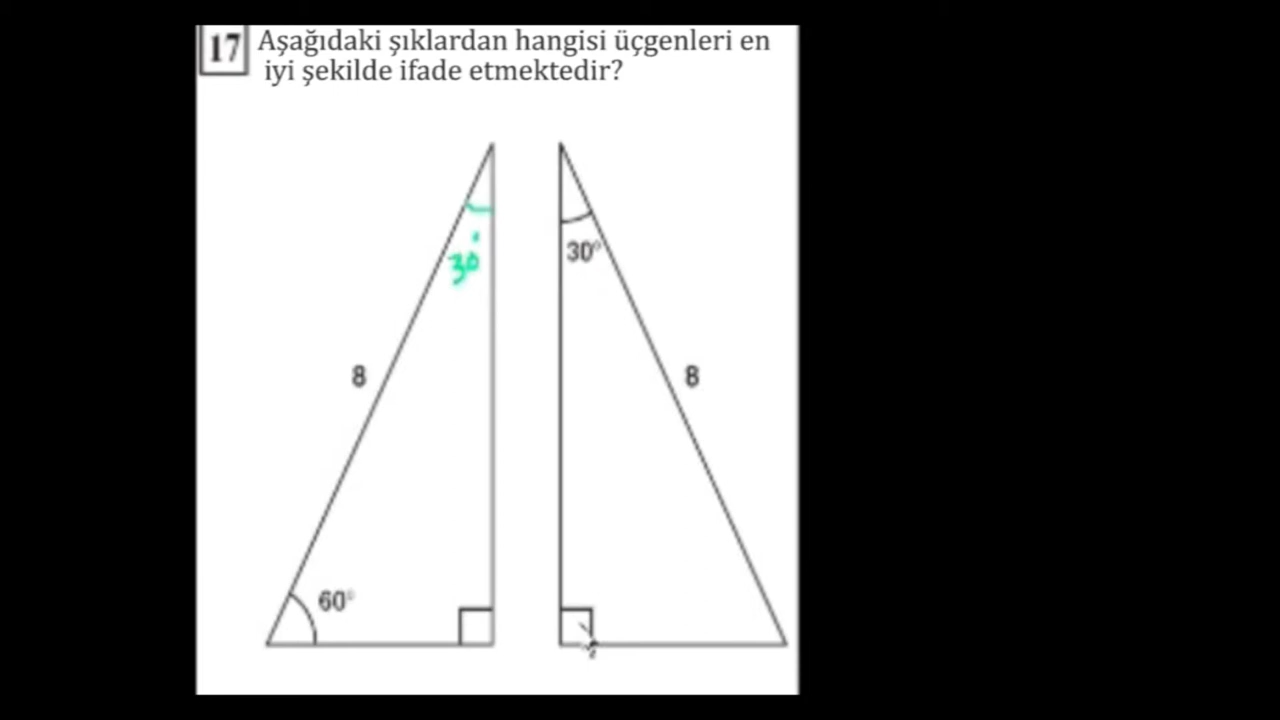 17 Aşağıdaki şıklardan hangisi üçgenleri en
iyi şekilde ifade etmektedir?
30°
30°
8
8
60°